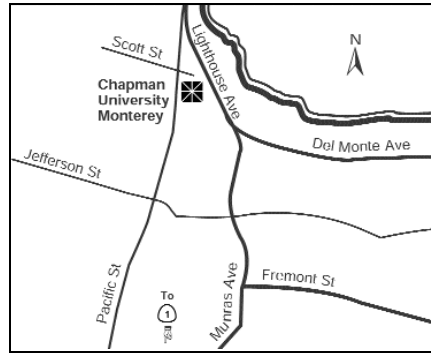 Scott St
Lighthouse Ave
N
Chapman
University
Monterey
Del Monte Ave
Jefferson St
Pacific St
To
1
Munras Ave
Fremont St